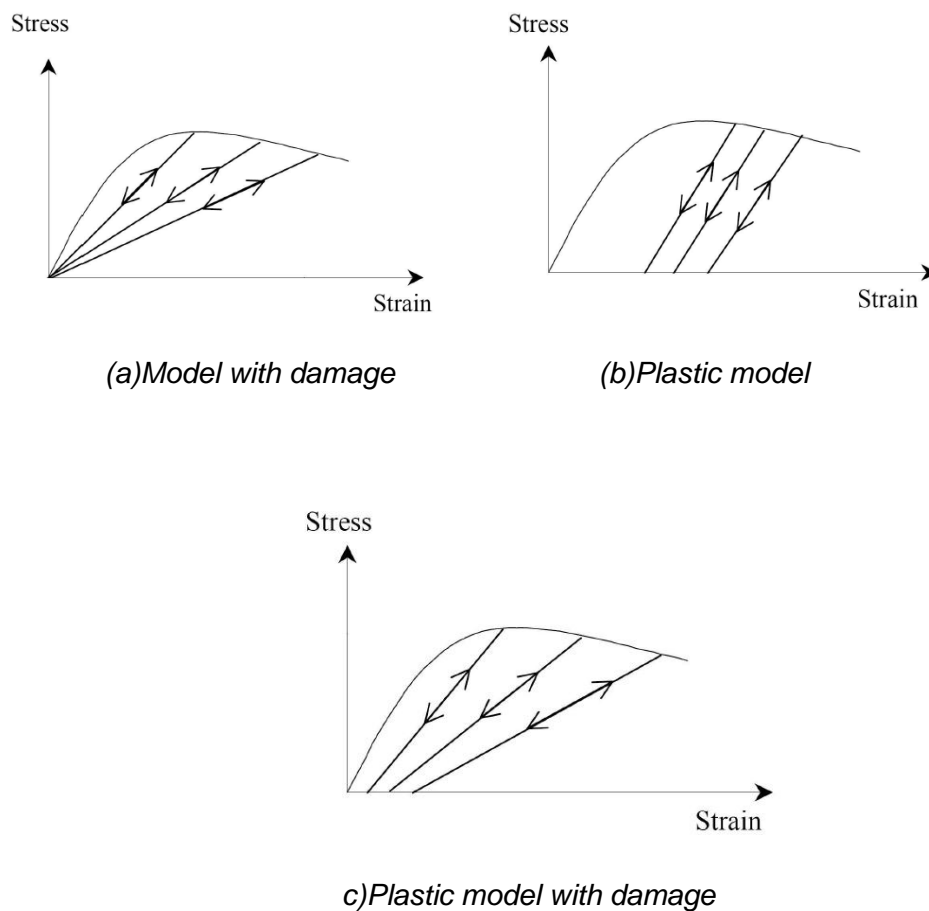 Stress
Stress
Strain
Strain
(a)Model with damage
(b)Plastic model
Stress
Strain
c)Plastic model with damage